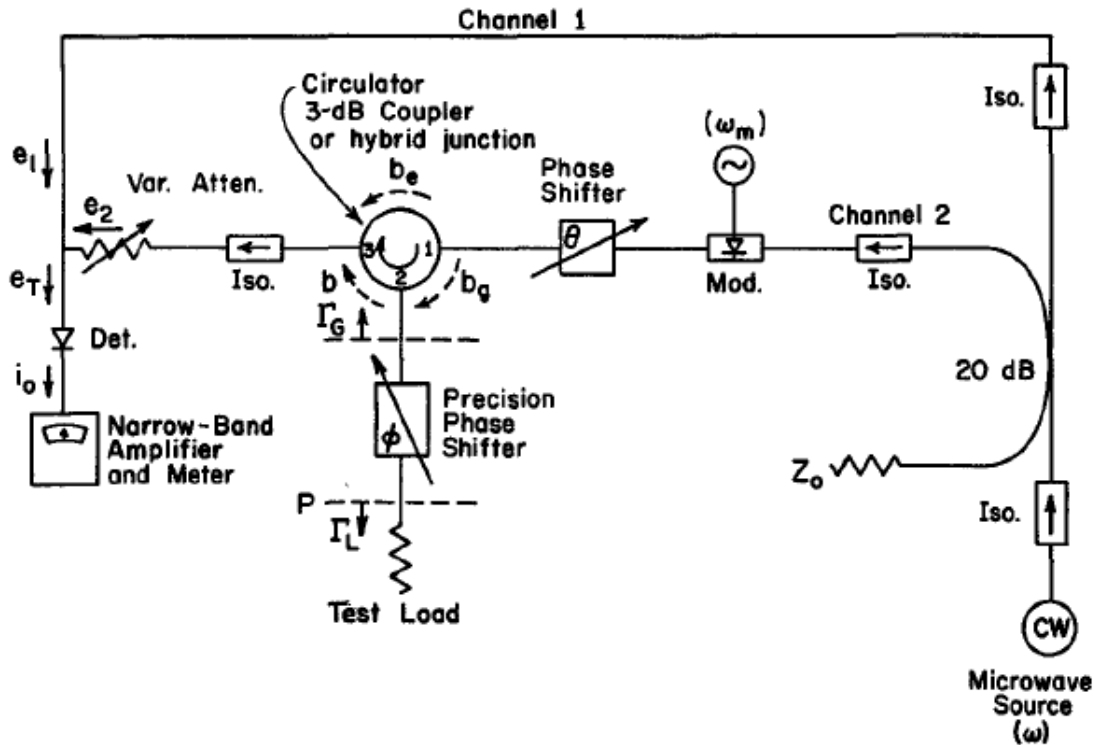 Channel 1
Circulator
3-dB Coupler
or hybrid junction
Iso.
(ωm)
e1
Var. Atten.
be
Phase
Shifter
e2
Channel 2
θ
3
1
2
Iso.
Mod.
Iso.
eT
b
bg
ΓG
Det.
20 dB
io
Precision
Phase
Shifter
ϕ
Narrow-Band
Amplifier
and Meter
Zo
P
Iso.
ΓL
Test Load
CW
Microwave
Source
(ω)